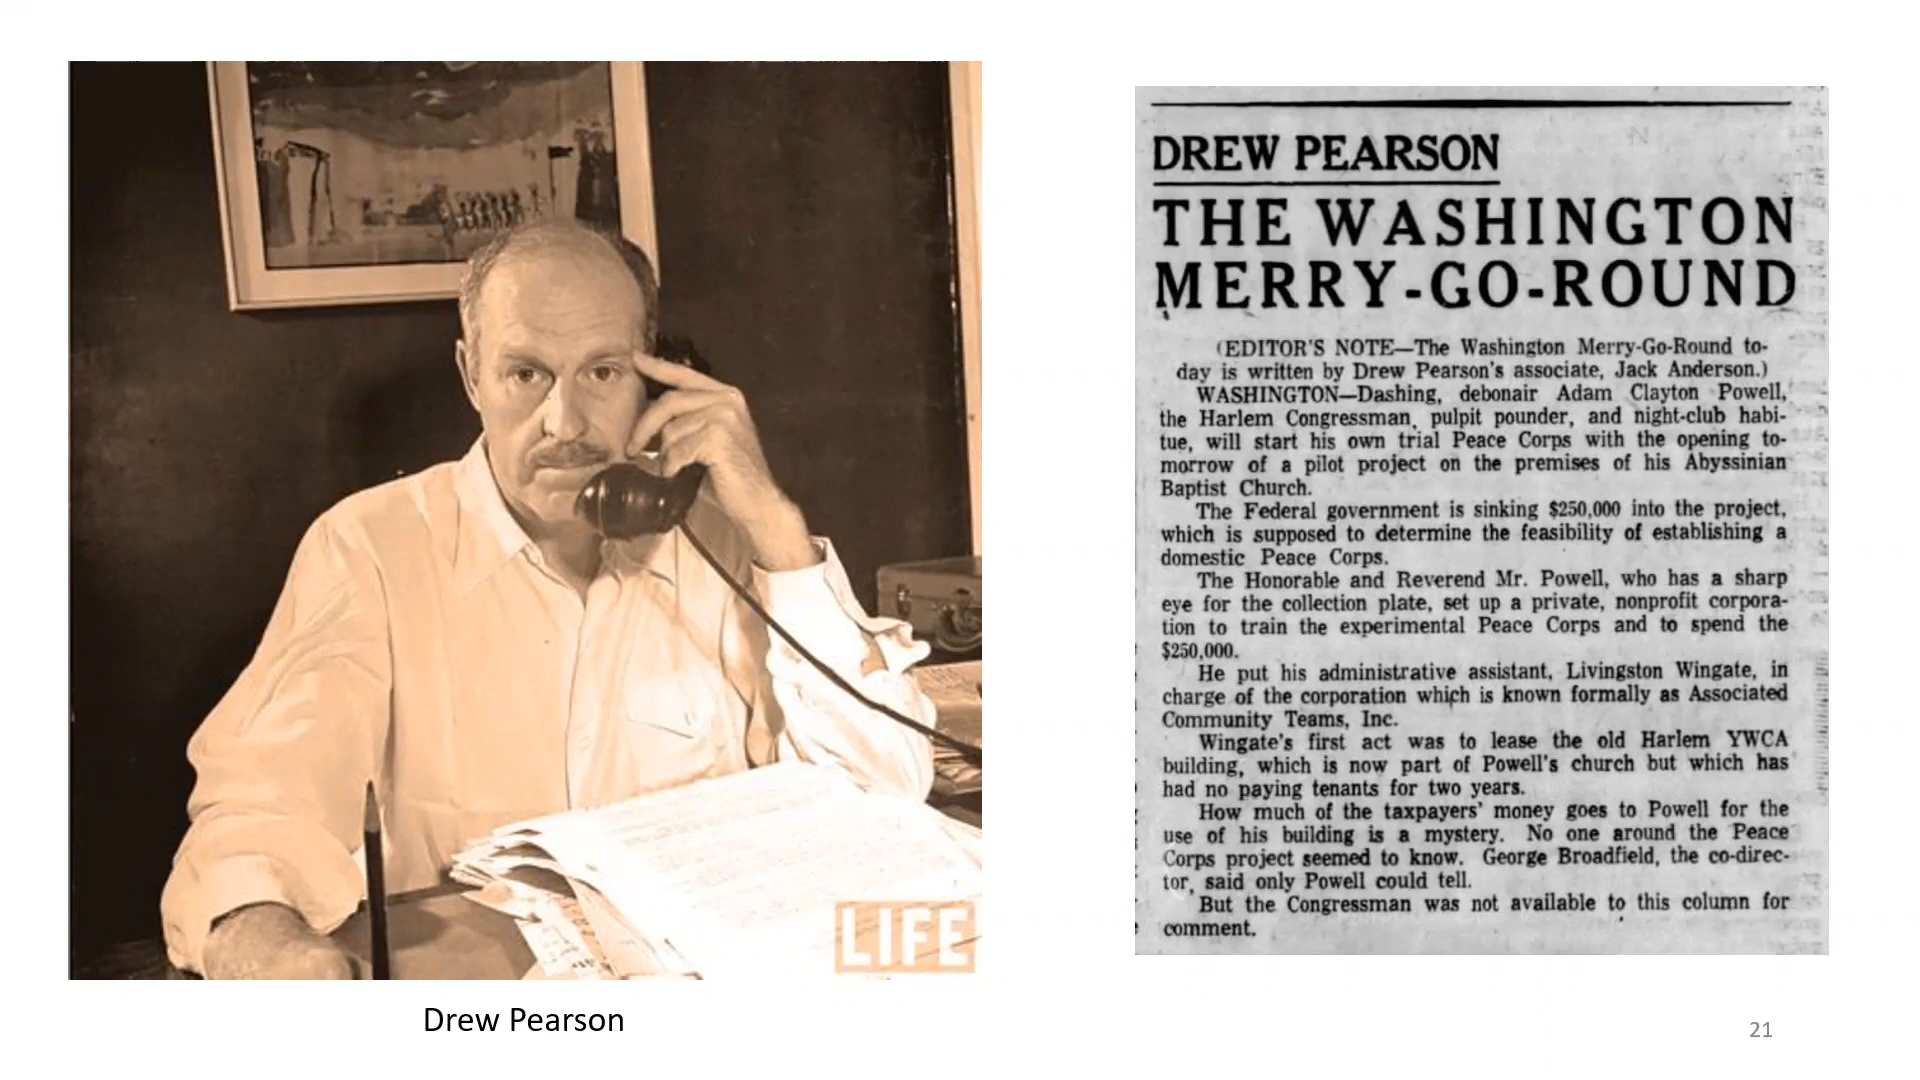 DREW PEARSON
THE WASHINGTON
MERRY-GO-ROUND
(EDITOR'S NOTE—The Washington Merry-Go-Round to-
day is written by Drew Pearson's associate, Jack Anderson.)
WASHINGTON—Dashing, debonair Adam Clayton Powell,
the Harlem Congressman, pulpit pounder, and night-club habi-
tue, will start his own trial Peace Corps with the opening to-
morrow of a pilot project on the premises of his Abyssinian
Baptist Church.
The Federal government is sinking $250,000 into the project,
which is supposed to determine the feasibility of establishing a
domestic Peace Corps.
The Honorable and Reverend Mr. Powell, who has a sharp
eye for the collection plate, set up a private, nonprofit corpora-
tion to train the experimental Peace Corps and to spend the
$250,000.
He put his administrative assistant, Livingston Wingate, in
charge of the corporation which is known formally as Associated
Community Teams, Inc.
Wingate's first act was to lease the old Harlem YWCA
building, which is now part of Powell's church but which has
had no paying tenants for two years.
How much of the taxpayers' money goes to Powell for the
use of his building is a mystery. No one around the Peace
Corps project seemed to know. George Broadfield, the co-direc-
tor, said only Powell could tell.
But the Congressman was not available to this column for
comment.
LIFE
Drew Pearson
21